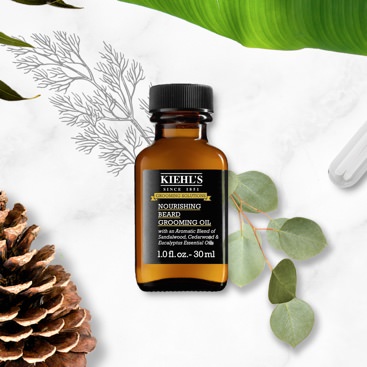 KIEHL'S
SINCE 1851
GROOMING SOLUTIONS
NOURISHING
BEARD
GROOMING OIL
with an Aromatic Blend of
Sandalwood, Cedarwood &
Eucalyptus Essential Oils
1.0 fl. oz. - 30 ml